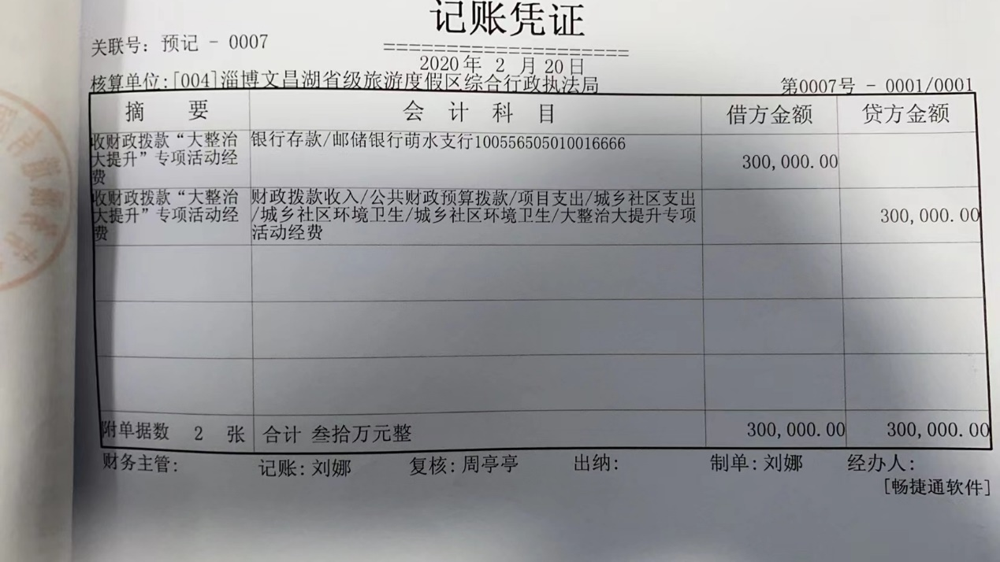 记账凭证
关联号: 预记 - 0007
====================
2020 年 2 月 20 日
核算单位:[004]淄博文昌湖省级旅游度假区综合行政执法局
第0007号 - 0001/0001
摘 要 会 计 科 目 借方金额 贷方金额
收财政拨款“大整治
大提升”专项活动经
费
银行存款/邮储银行萌水支行100556505010016666
300,000.00
收财政拨款“大整治
大提升”专项活动经
费
财政拨款收入/公共财政预算拨款/项目支出/城乡社区支出
/城乡社区环境卫生/城乡社区环境卫生/大整治大提升专项
活动经费
300,000.00
附单据数 2 张 合计 叁拾万元整 300,000.00 300,000.00
财务主管: 记账: 刘娜 复核: 周亭亭 出纳: 制单: 刘娜 经办人:
[畅捷通软件]